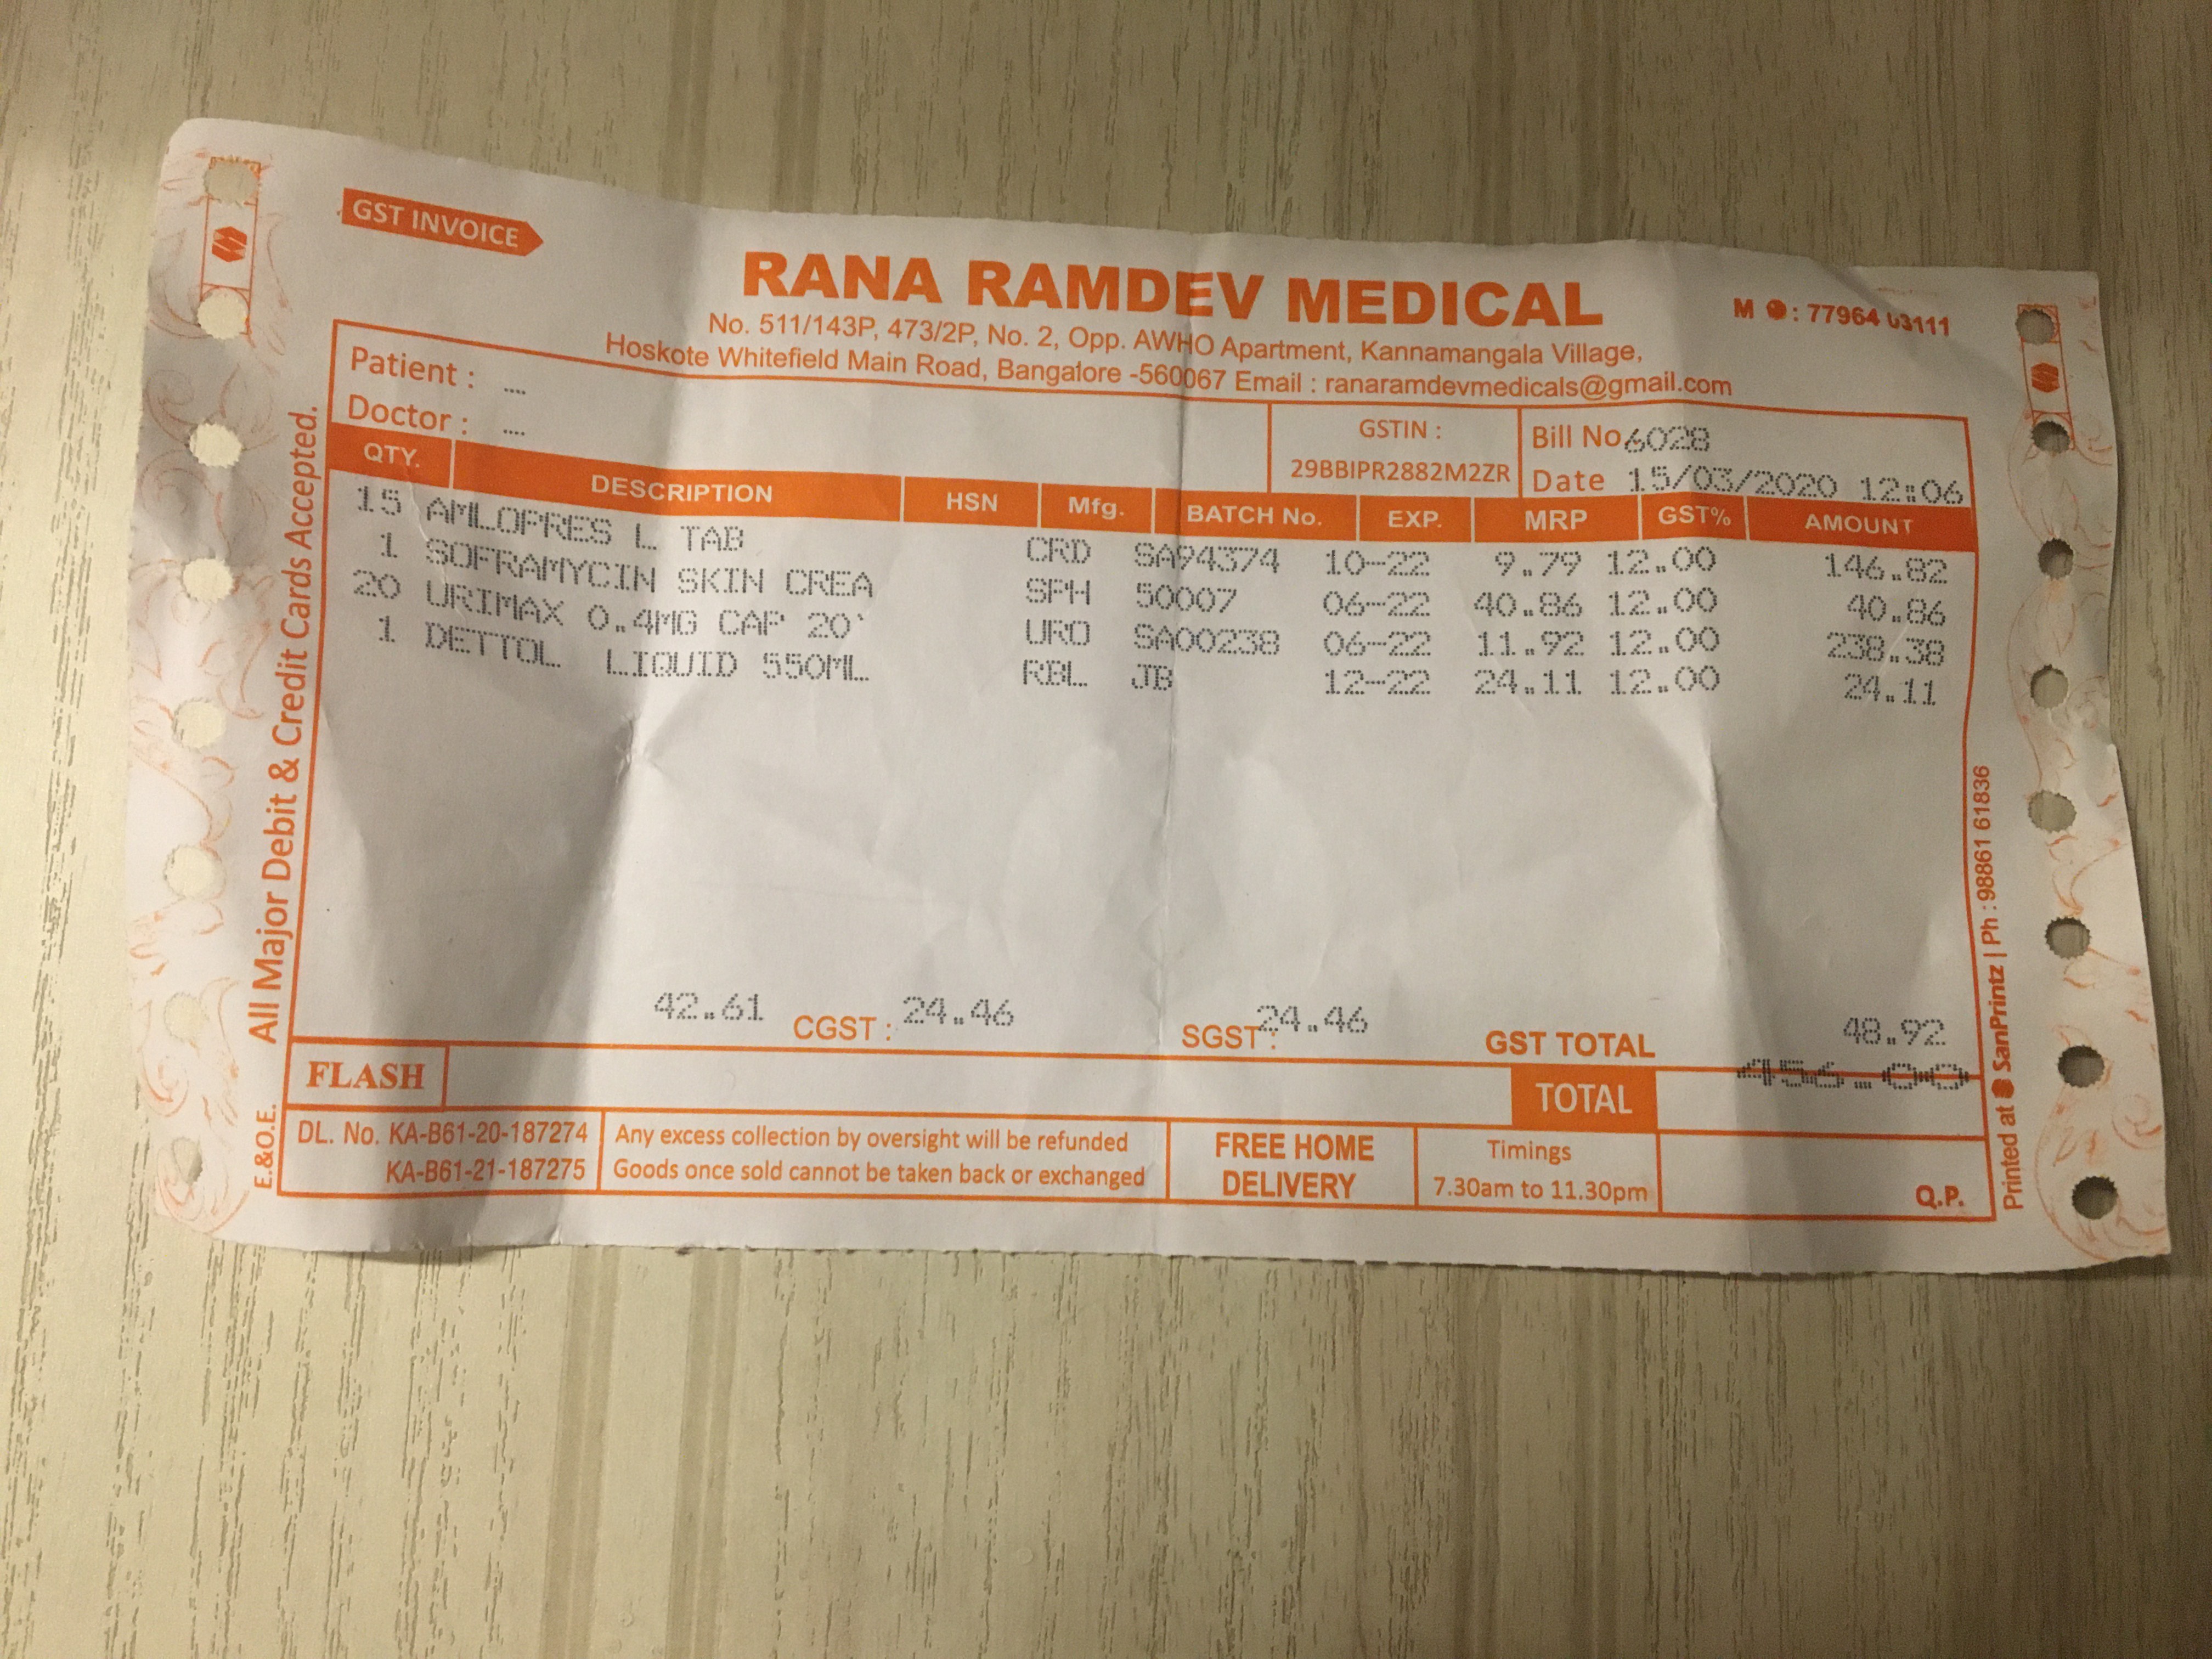 GST INVOICE
RANA RAMDEV MEDICAL
M : 77964 03111
No. 511/143P, 473/2P, No. 2, Opp. AWHO Apartment, Kannamangala Village,
Hoskote Whitefield Main Road, Bangalore -560067 Email : ranaramdevmedicals@gmail.com
Patient : ....
Doctor : ....
GSTIN :
29BBIPR2882M2ZR
Bill No 6028
Date 15/03/2020 12:06
QTY. DESCRIPTION HSN Mfg. BATCH No. EXP. MRP GST% AMOUNT
15 AMLOPRES L TAB CRD SA94374 10-22 9.79 12.00 146.82
1 SOFRAMYCIN SKIN CREA SPH 50007 06-22 40.86 12.00 40.86
20 URIMAX 0.4MG CAP 20' URO SA00238 06-22 11.92 12.00 238.38
1 DETTOL LIQUID 550ML RBL JB 12-22 24.11 12.00 24.11
42.61 CGST : 24.46 SGST : 24.46 GST TOTAL 48.92
FLASH TOTAL 456.00
DL. No. KA-B61-20-187274
KA-B61-21-187275
Any excess collection by oversight will be refunded
Goods once sold cannot be taken back or exchanged
FREE HOME
DELIVERY
Timings
7.30am to 11.30pm
Q.P.
E.&O.E. All Major Debit & Credit Cards Accepted.
Printed at SanPrintz | Ph : 98861 61836